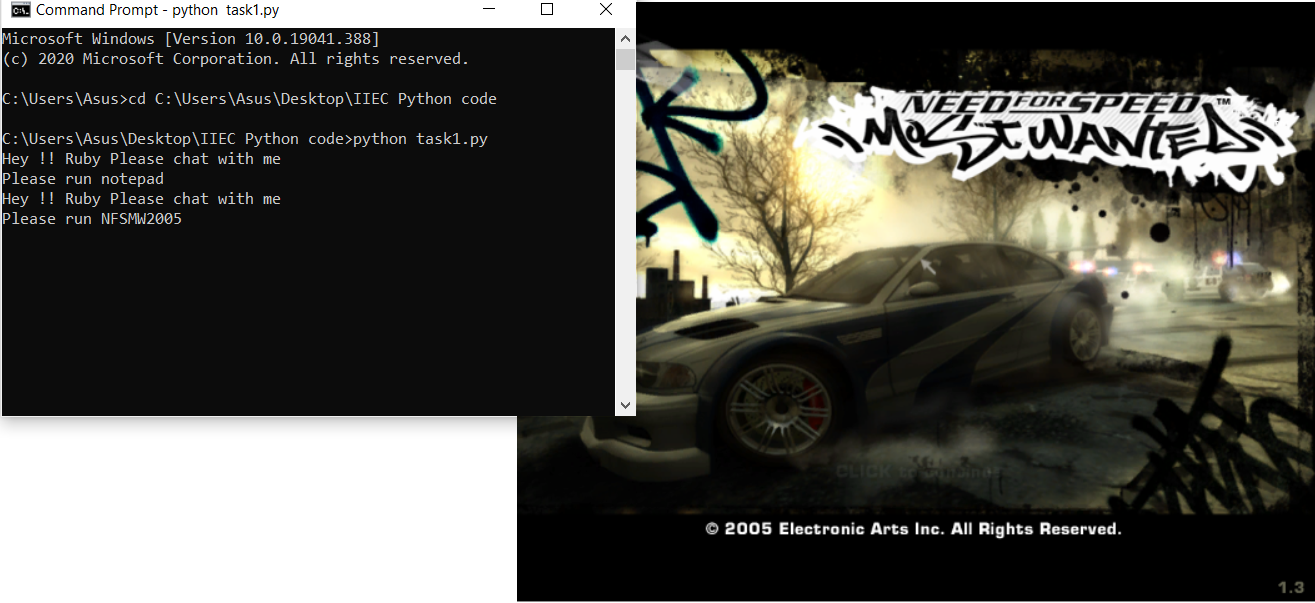 Command Prompt - python  task1.py
Microsoft Windows [Version 10.0.19041.388]
(c) 2020 Microsoft Corporation. All rights reserved.
C:\Users\Asus>cd C:\Users\Asus\Desktop\IIEC Python code
C:\Users\Asus\Desktop\IIEC Python code>python task1.py
Hey !! Ruby Please chat with me
Please run notepad
Hey !! Ruby Please chat with me
Please run NFSMW2005
NEED FOR SPEED™
MOST WANTED
CLICK to continue
© 2005 Electronic Arts Inc. All Rights Reserved.
1.3